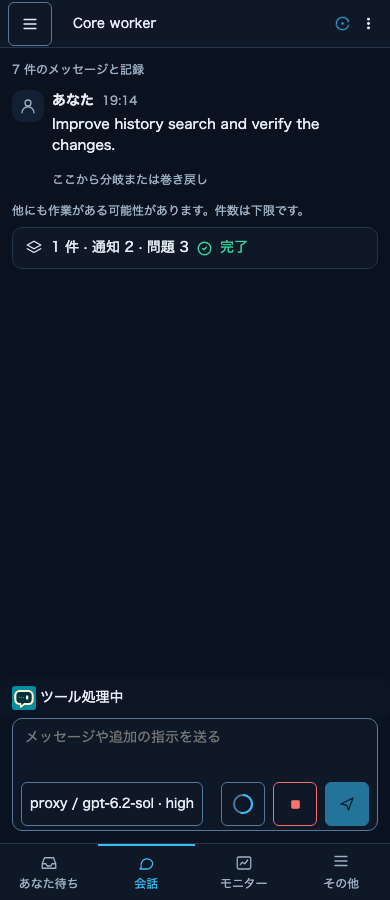 Core worker
7 件のメッセージと記録
あなた 19:14
Improve history search and verify the
changes.
ここから分岐または巻き戻し
他にも作業がある可能性があります。件数は下限です。
1 件 · 通知 2 · 問題 3 完了
ツール処理中
メッセージや追加の指示を送る
proxy / gpt-6.2-sol · high
あなた待ち 会話 モニター その他